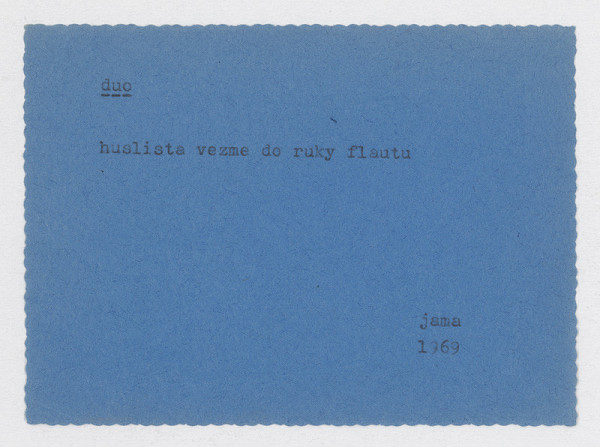 duo
huslista vezme do ruky flautu
jama
1969